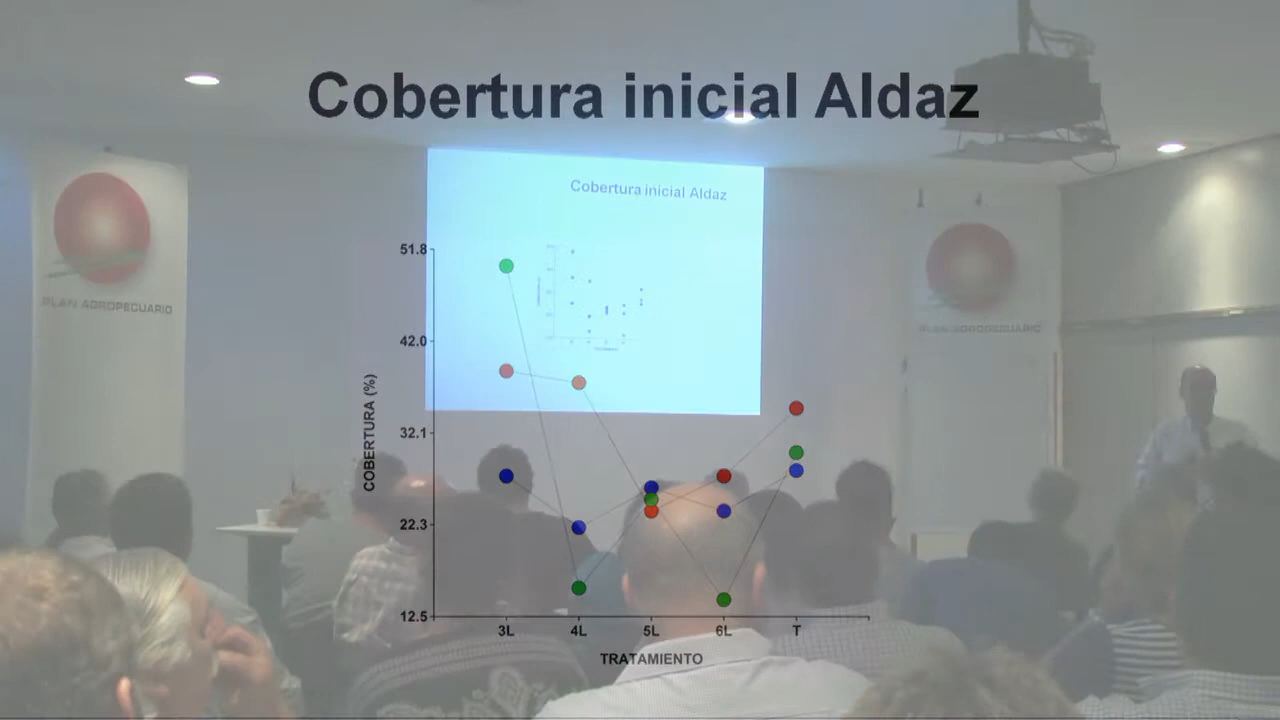 Cobertura inicial Aldaz
Cobertura inicial Aldaz
PLAN AGROPECUARIO
PLAN AGROPECUARIO
COBERTURA (%)
51.8
42.0
32.1
22.3
12.5
3L 4L 5L 6L T
TRATAMIENTO